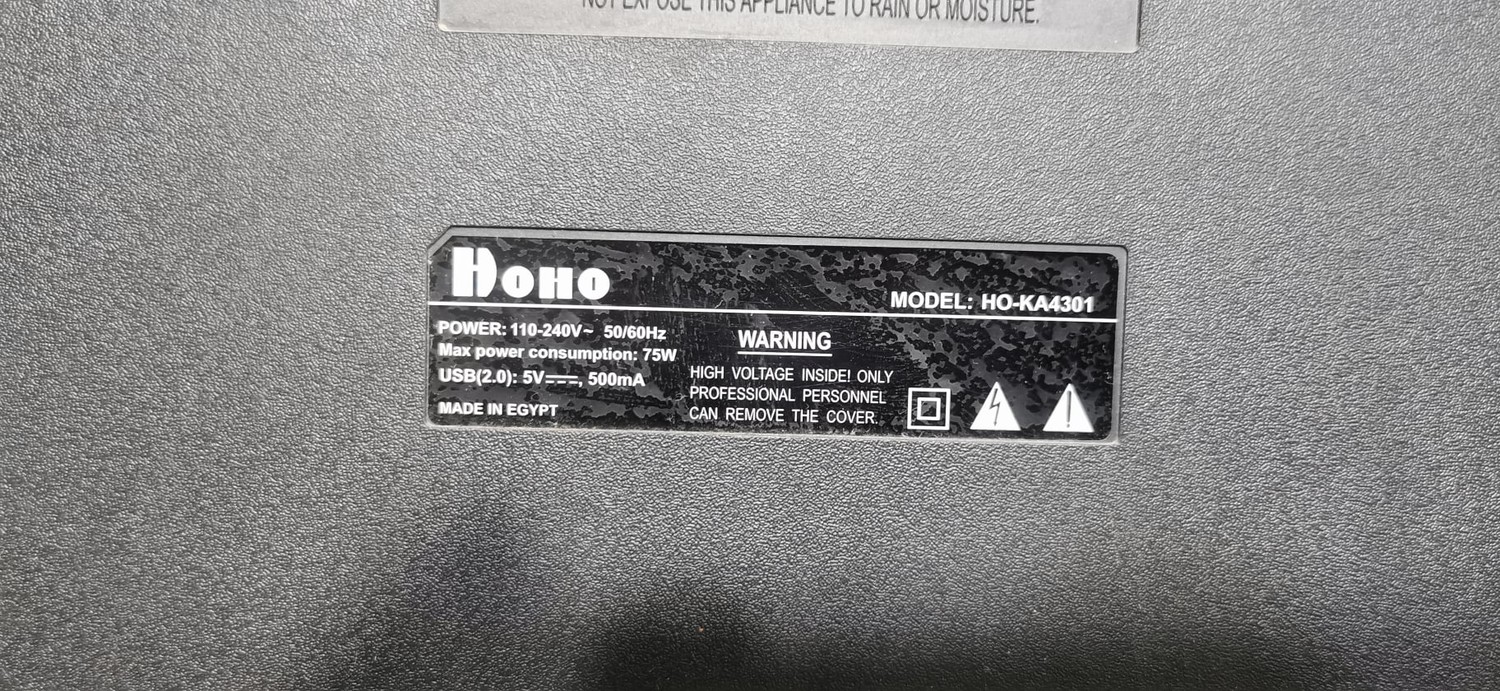 NOT EXPOSE THIS APPLIANCE TO RAIN OR MOISTURE.
HOHO
MODEL: HO-KA4301
POWER: 110-240V~ 50/60Hz
Max power consumption: 75W
USB(2.0): 5V⎓, 500mA
MADE IN EGYPT
WARNING
HIGH VOLTAGE INSIDE! ONLY
PROFESSIONAL PERSONNEL
CAN REMOVE THE COVER.